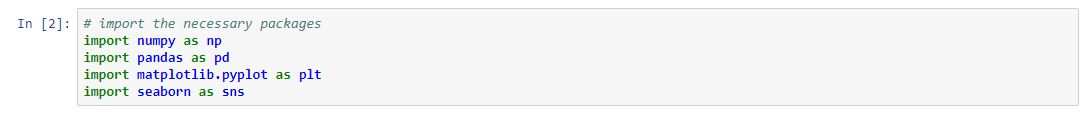 In [2]: # import the necessary packages
import numpy as np
import pandas as pd
import matplotlib.pyplot as plt
import seaborn as sns